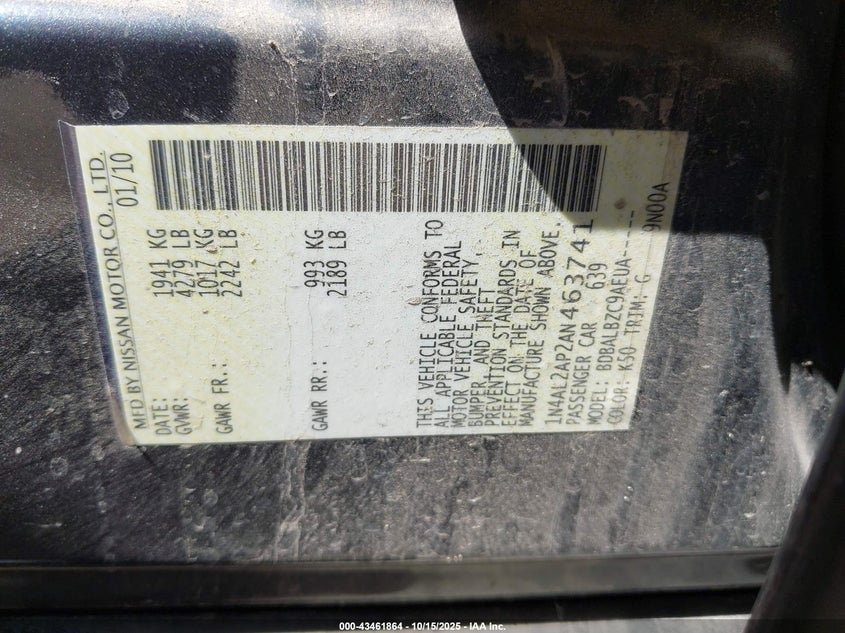 MFD BY NISSAN MOTOR CO., LTD.
DATE: 01/10
GVWR: 1941 KG
4279 LB
GAWR FR.: 1017 KG
2242 LB
GAWR RR.: 993 KG
2189 LB
THIS VEHICLE CONFORMS TO
ALL APPLICABLE FEDERAL
MOTOR VEHICLE SAFETY,
BUMPER, AND THEFT
PREVENTION STANDARDS IN
EFFECT ON THE DATE OF
MANUFACTURE SHOWN ABOVE.
1N4AL2AP2AN463741
PASSENGER CAR 639
MODEL: BDBALBZC9AEUA-----
COLOR: K50 TRIM: G 9N00A
000-43461864 - 10/15/2025 - IAA Inc.